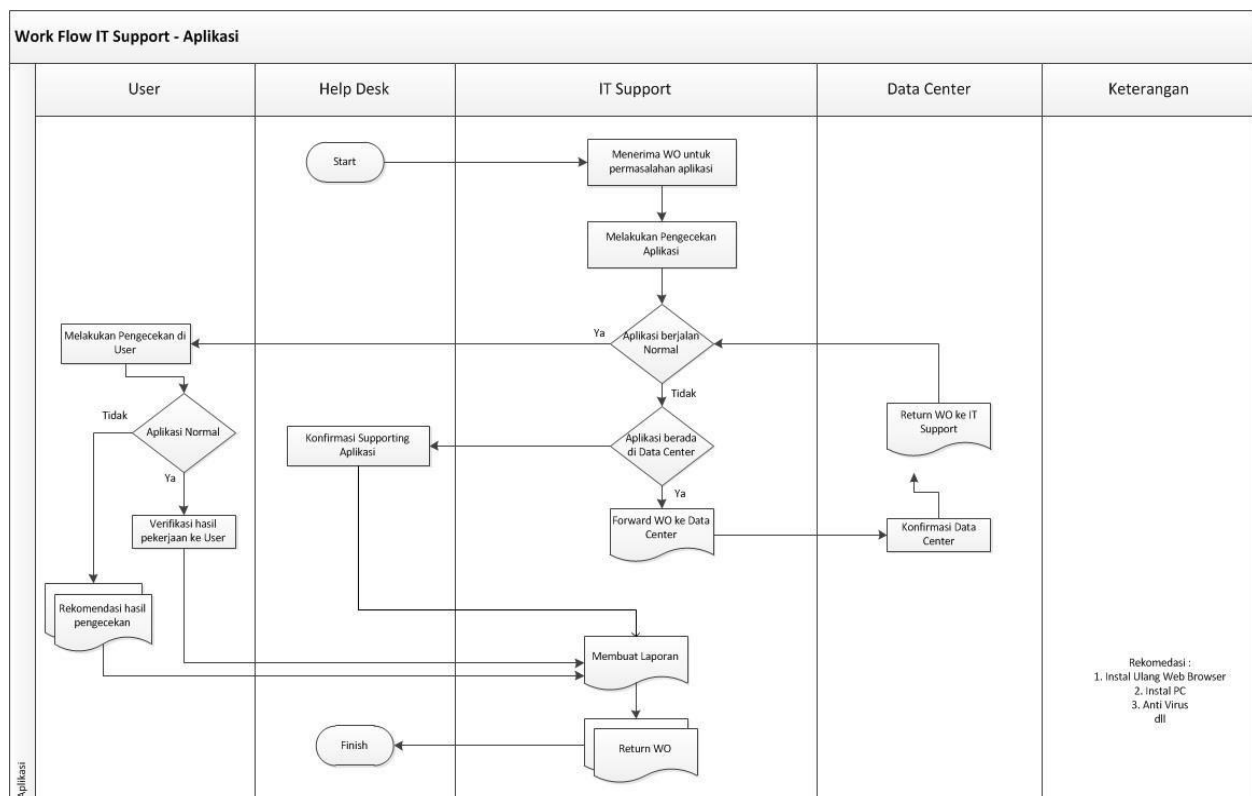 Work Flow IT Support - Aplikasi
User
Help Desk
IT Support
Data Center
Keterangan
Start
Menerima WO untuk
permasalahan aplikasi
Melakukan Pengecekan
Aplikasi
Melakukan Pengecekan di
User
Ya
Aplikasi berjalan
Normal
Tidak
Tidak
Aplikasi Normal
Ya
Konfirmasi Supporting
Aplikasi
Aplikasi berada
di Data Center
Ya
Return WO ke IT
Support
Verifikasi hasil
pekerjaan ke User
Forward WO ke Data
Center
Konfirmasi Data
Center
Rekomendasi hasil
pengecekan
Membuat Laporan
Rekomedasi :
1. Instal Ulang Web Browser
2. Instal PC
3. Anti Virus
dll
Finish
Return WO
Aplikasi